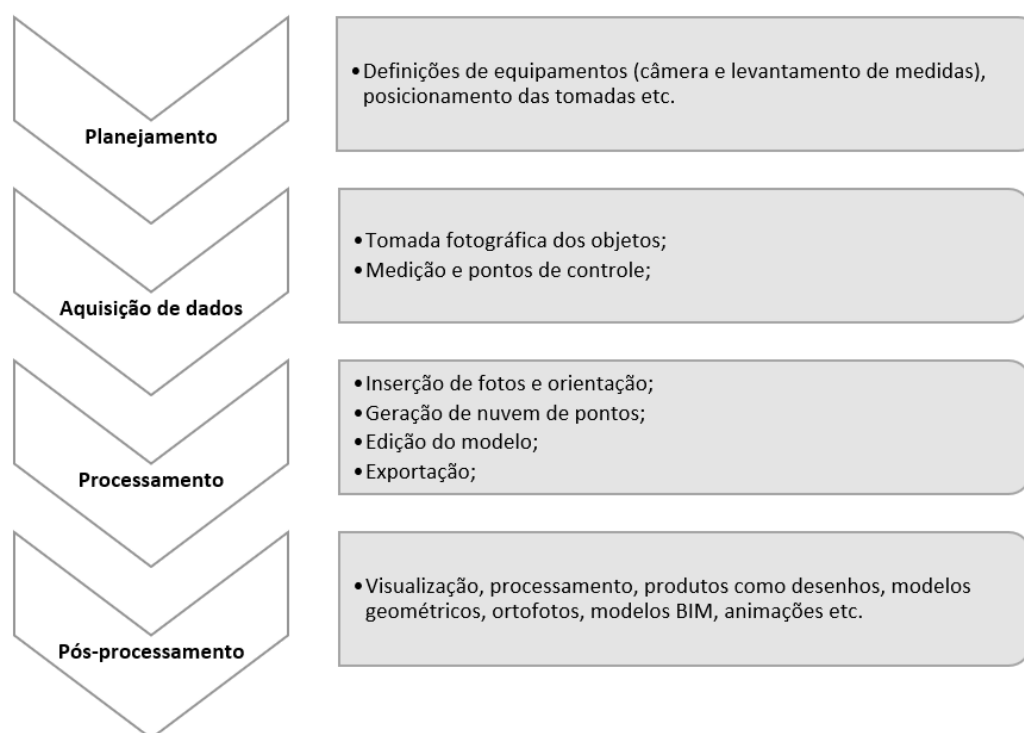 Planejamento
•Definições de equipamentos (câmera e levantamento de medidas),
posicionamento das tomadas etc.
Aquisição de dados
•Tomada fotográfica dos objetos;
•Medição e pontos de controle;
Processamento
•Inserção de fotos e orientação;
•Geração de nuvem de pontos;
•Edição do modelo;
•Exportação;
Pós-processamento
•Visualização, processamento, produtos como desenhos, modelos
geométricos, ortofotos, modelos BIM, animações etc.